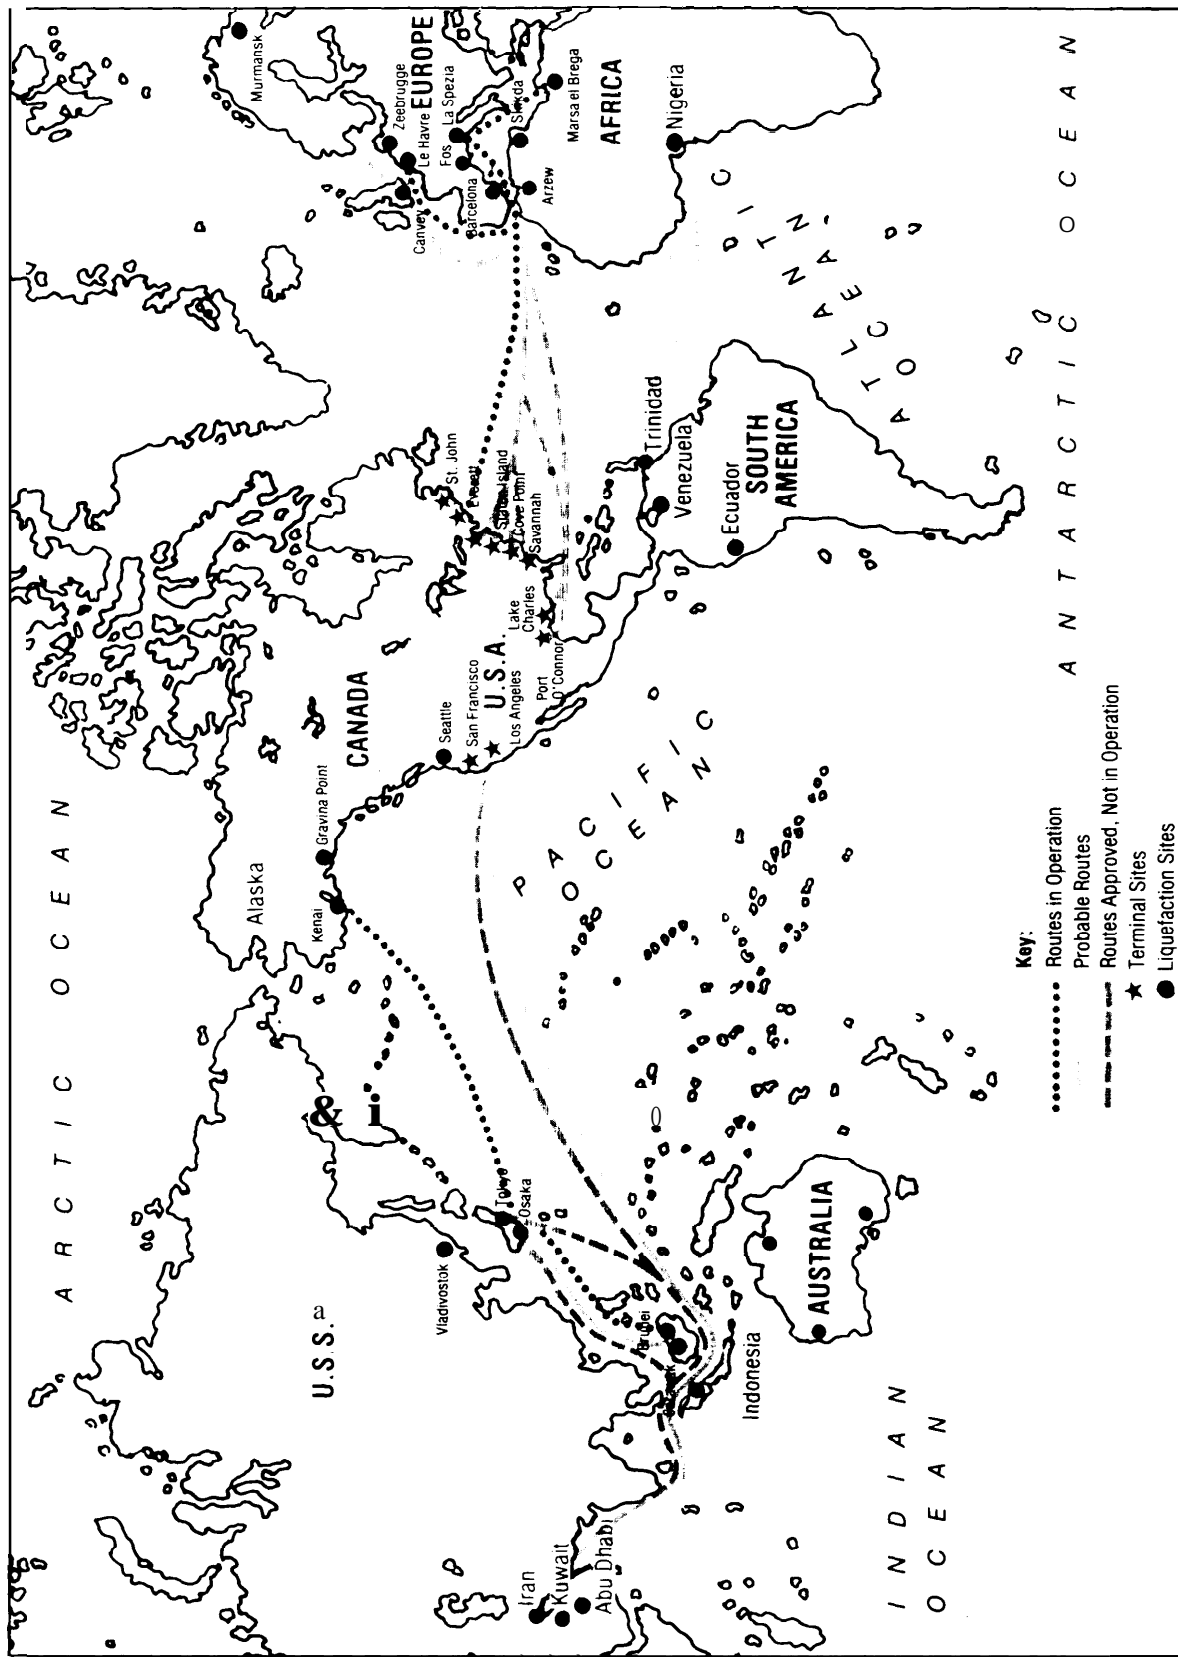 ARCTIC OCEAN
U.S.S.a
& i
Alaska
Kenai
Gravina Point
CANADA
Seattle
San Francisco
U.S.A.
Los Angeles
Port
O'Connor
Lake
Charles
Savannah
Cove Point
Staten Island
Everett
St. John
Murmansk
Zeebrugge
Le Havre
EUROPE
La Spezia
Fos
Canvey
Barcelona
Skikda
Arzew
Marsa el Brega
AFRICA
Nigeria
Vladivostok
Tokyo
Osaka
Iran
Kuwait
Abu Dhabi
Brunei
Indonesia
AUSTRALIA
PACIFIC
OCEAN
Trinidad
Venezuela
Ecuador
SOUTH
AMERICA
ATLANTIC
OCEAN
INDIAN
OCEAN
ANTARCTIC OCEAN
Key:
Routes in Operation
Probable Routes
Routes Approved, Not in Operation
Terminal Sites
Liquefaction Sites